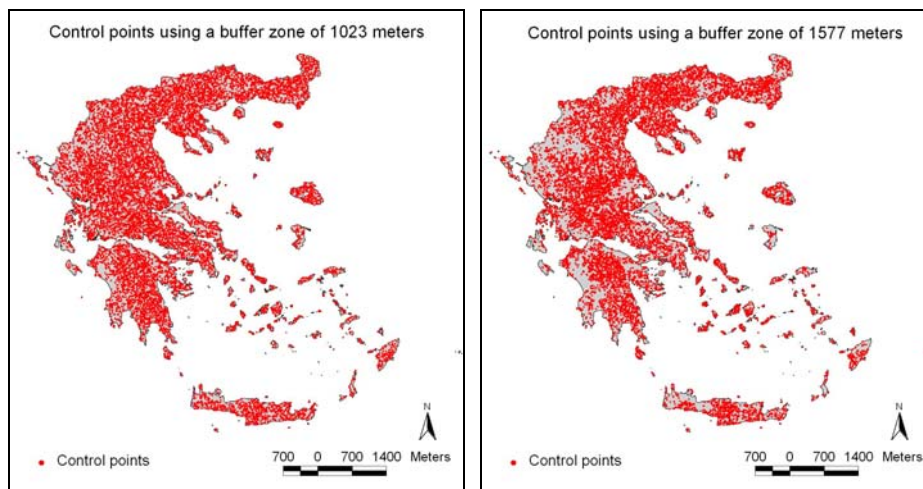 Control points using a buffer zone of 1023 meters
N
Control points
700 0 700 1400 Meters
Control points using a buffer zone of 1577 meters
N
Control points
700 0 700 1400 Meters